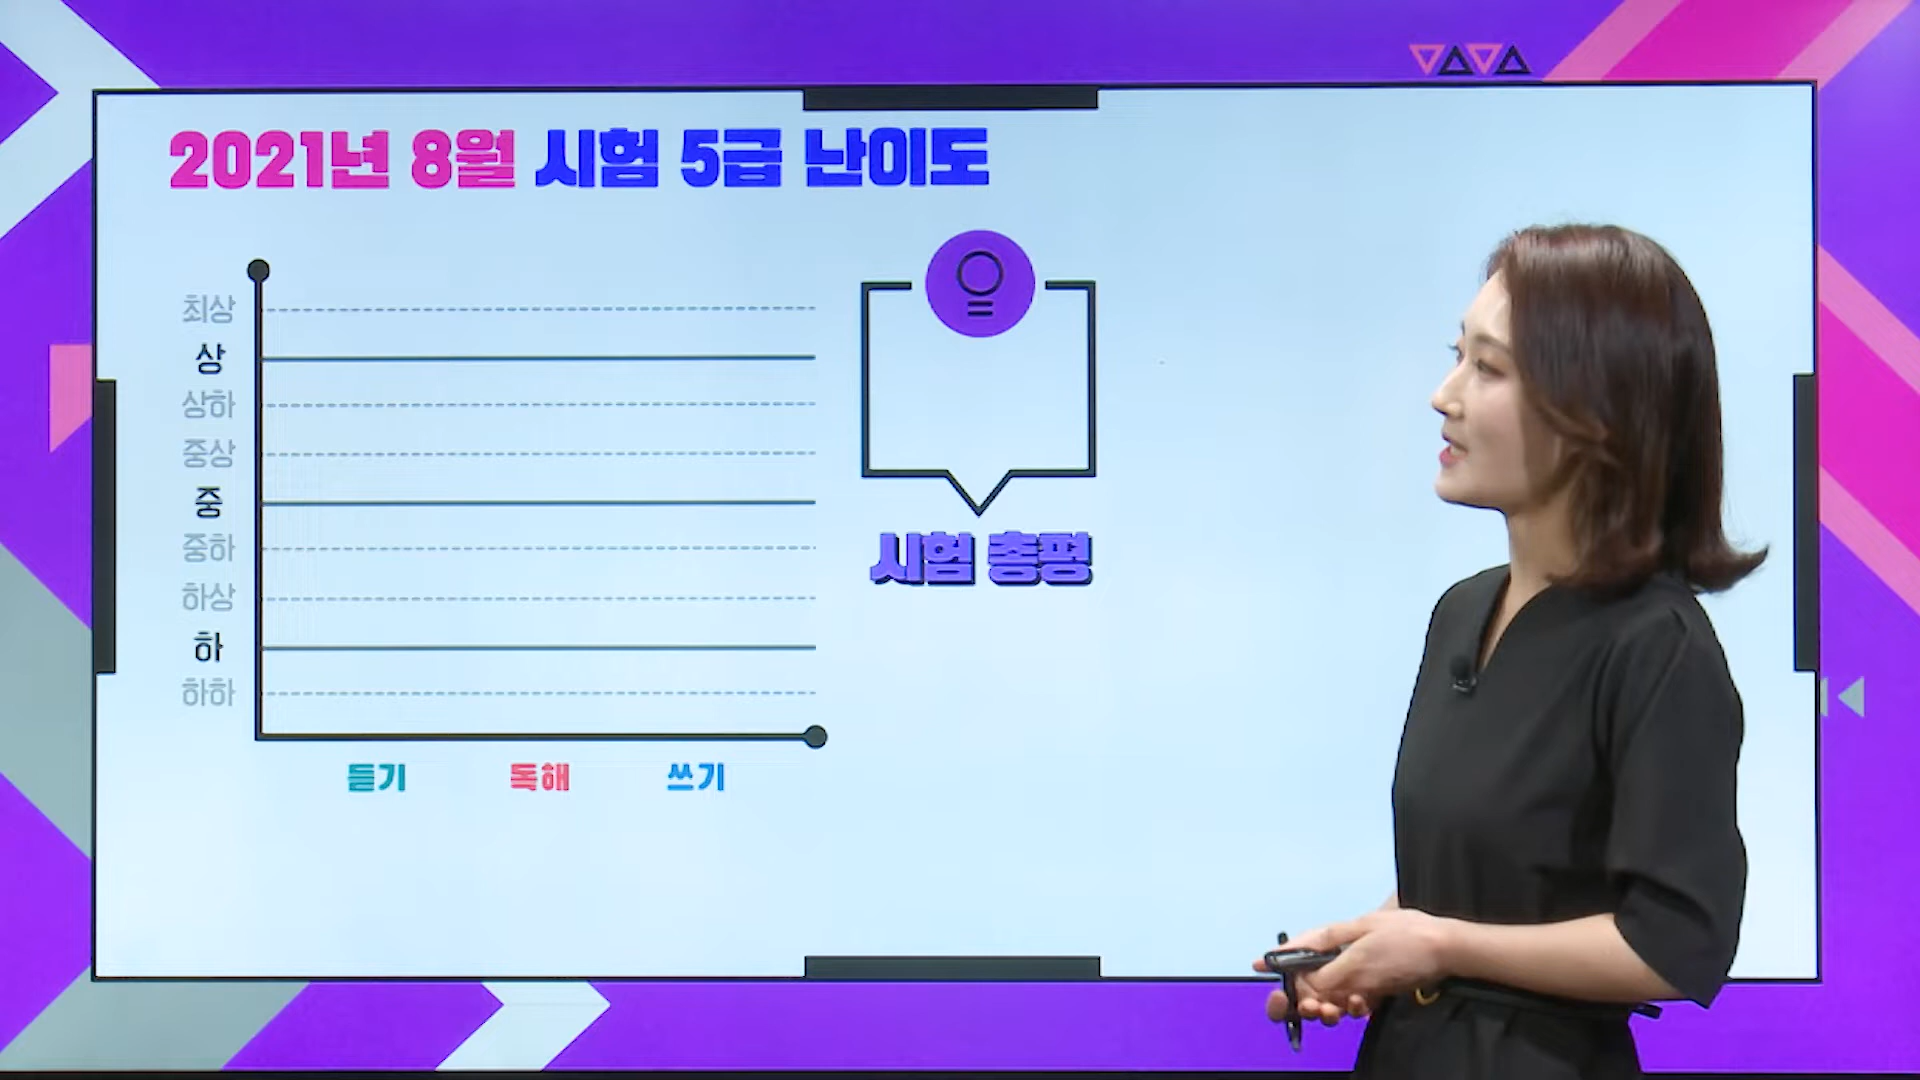 2021년 8월 시험 5급 난이도
최상
상
상하
중상
중
중하
하상
하
하하
듣기 독해 쓰기
시험 총평